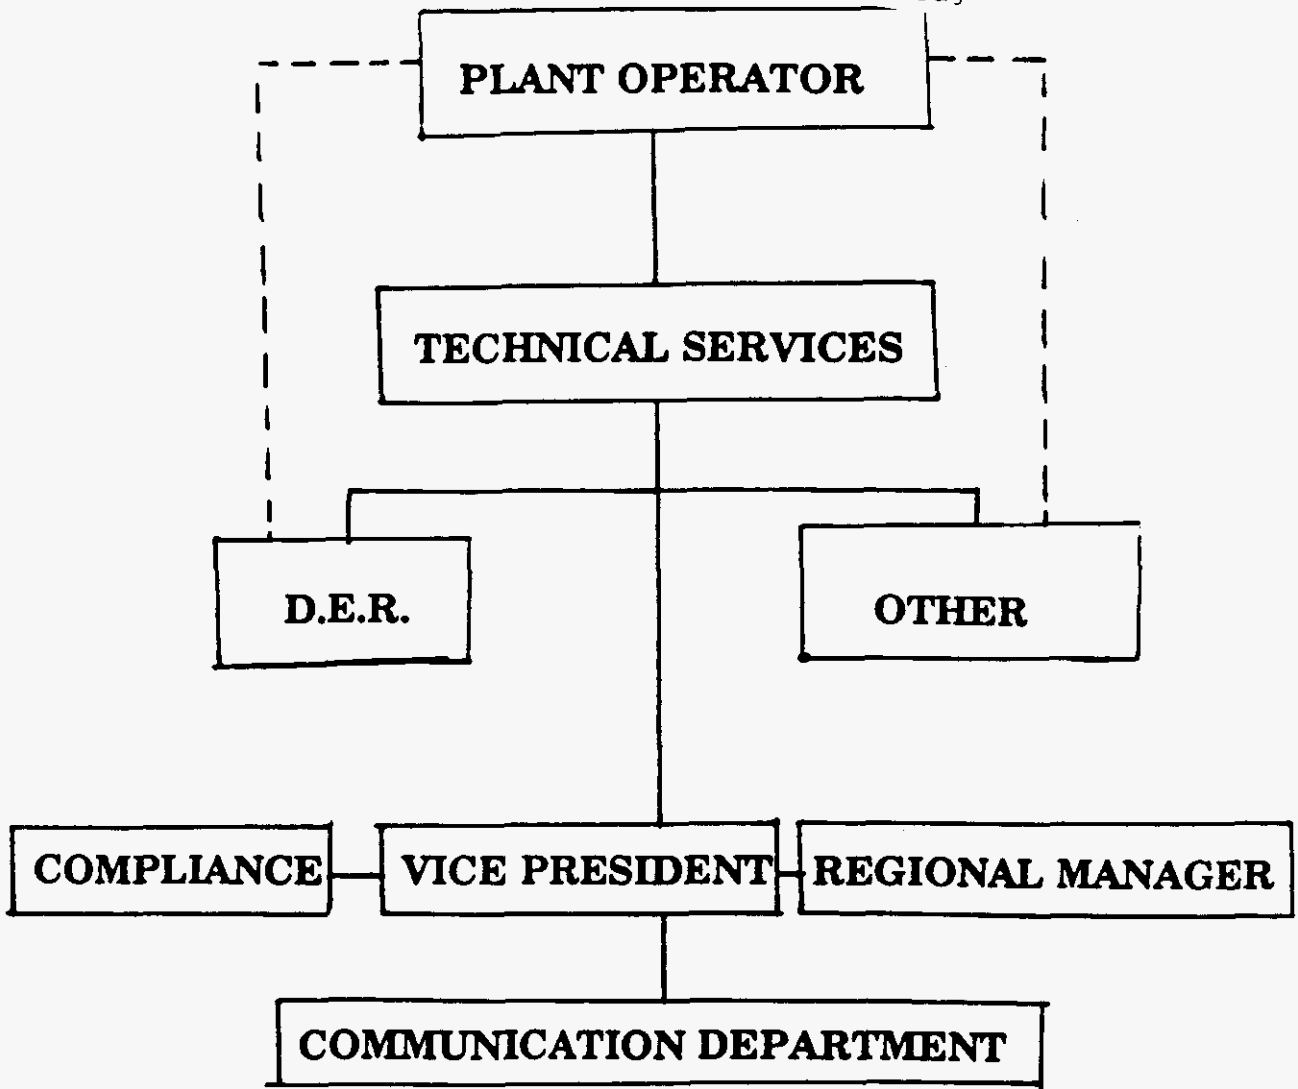 PLANT OPERATOR
TECHNICAL SERVICES
D.E.R.
OTHER
COMPLIANCE
VICE PRESIDENT
REGIONAL MANAGER
COMMUNICATION DEPARTMENT